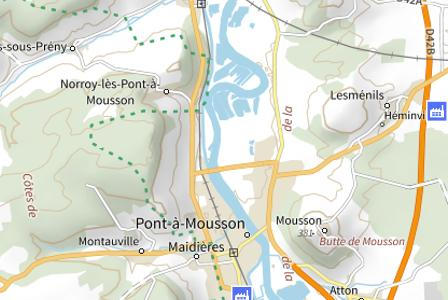 D42A
s-sous-Prény
D42B
Norroy-lès-Pont-à-
Mousson
Lesménils
Héminvi
de la
Côtes de
Pont-à-Mousson
Mousson
381
Butte de Mousson
Montauville
Maidières
de la
Atton